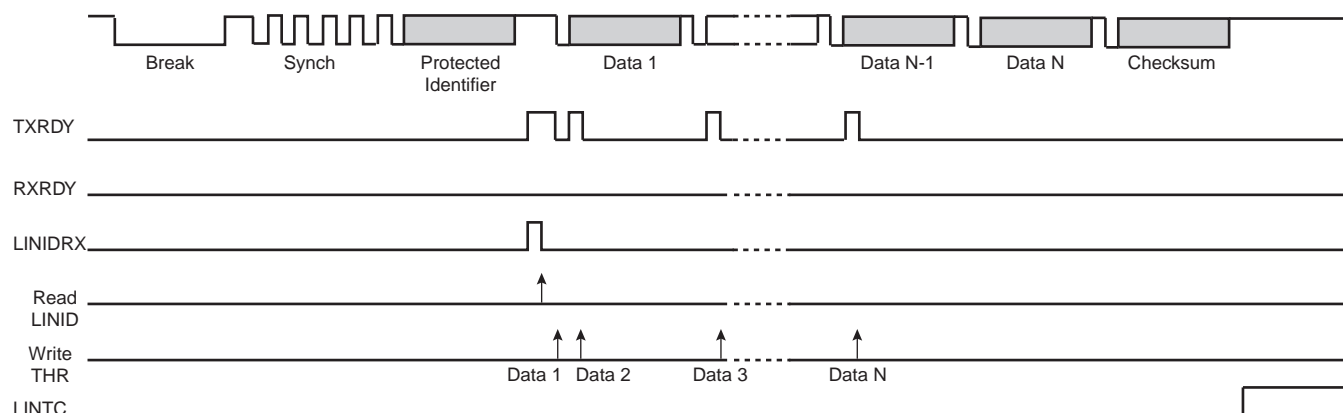 Break Synch Protected Identifier Data 1 Data N-1 Data N Checksum
TXRDY
RXRDY
LINIDRX
Read
LINID
Write
THR
Data 1 Data 2 Data 3 Data N
LINTC